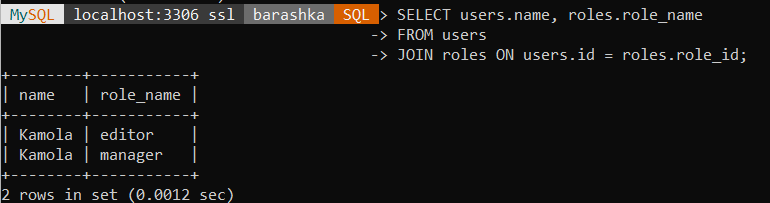 MySQL localhost:3306 ssl barashka SQL > SELECT users.name, roles.role_name
-> FROM users
-> JOIN roles ON users.id = roles.role_id;
+--------+-----------+
| name   | role_name |
+--------+-----------+
| Kamola | editor    |
| Kamola | manager   |
+--------+-----------+
2 rows in set (0.0012 sec)